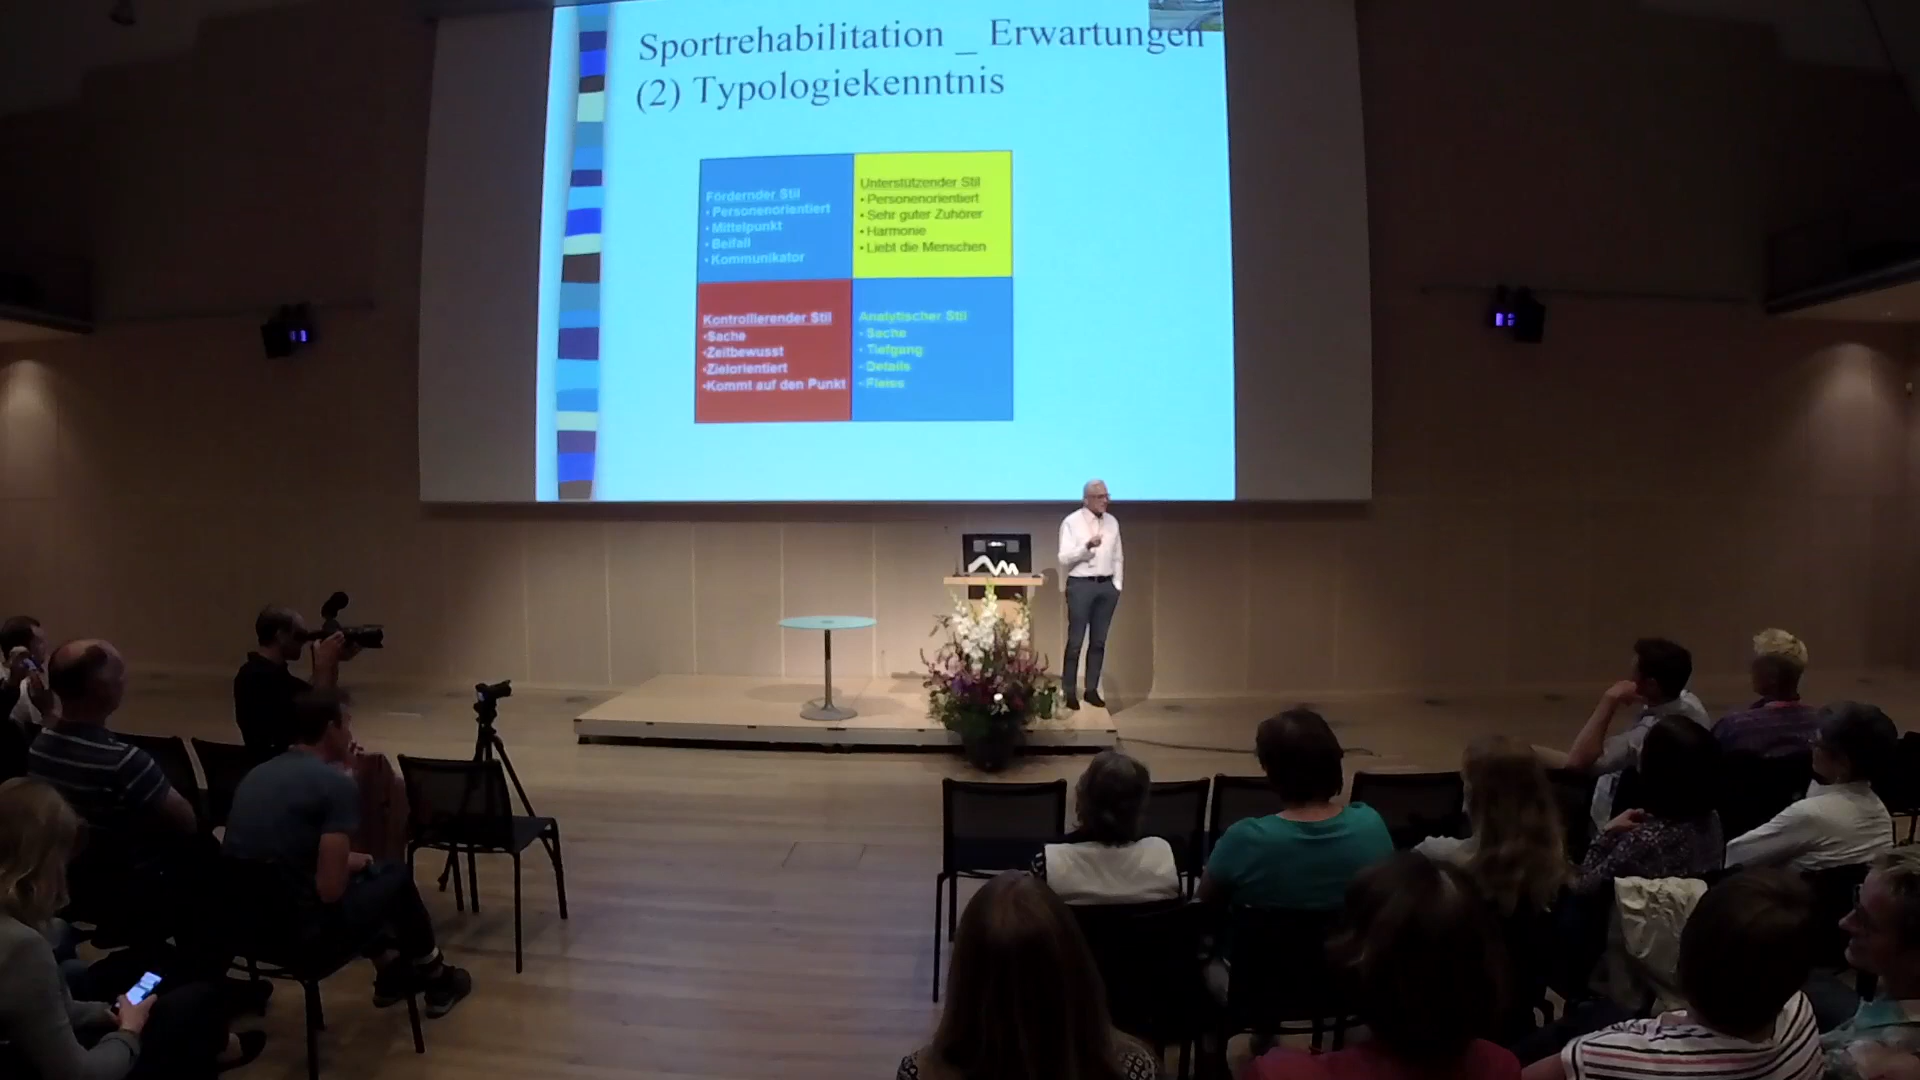 Sportrehabilitation _ Erwartungen
(2) Typologiekenntnis
Fördernder Stil
• Personenorientiert
• Mittelpunkt
• Beifall
• Kommunikator
Unterstützender Stil
• Personenorientiert
• Sehr guter Zuhörer
• Harmonie
• Liebt die Menschen
Kontrollierender Stil
•Sache
•Zeitbewusst
•Zielorientiert
•Kommt auf den Punkt
Analytischer Stil
• Sache
• Tiefgang
• Details
• Fleiss